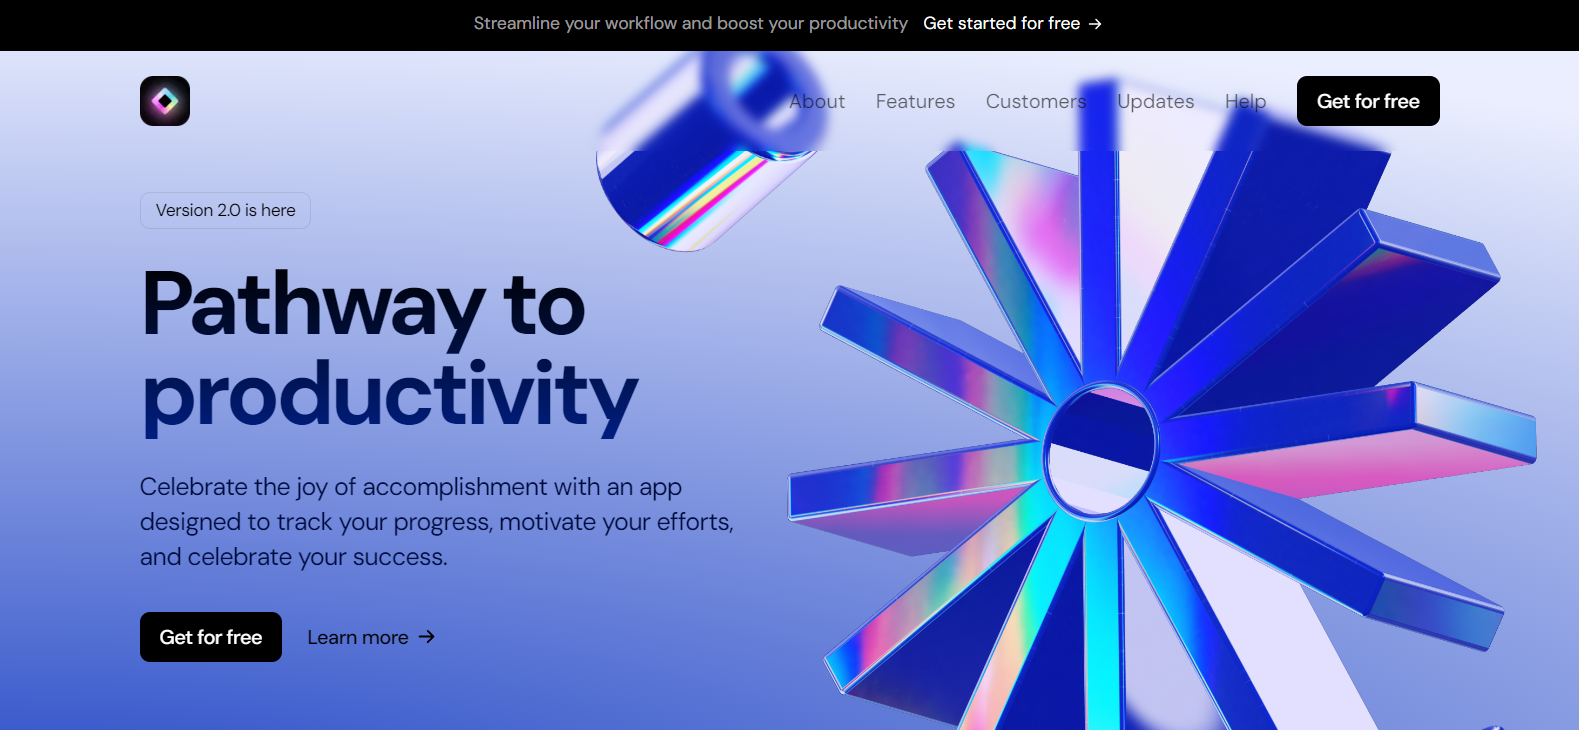 Streamline your workflow and boost your productivity Get started for free →
About Features Customers Updates Help Get for free
Version 2.0 is here
Pathway to
productivity
Celebrate the joy of accomplishment with an app
designed to track your progress, motivate your efforts,
and celebrate your success.
Get for free Learn more →